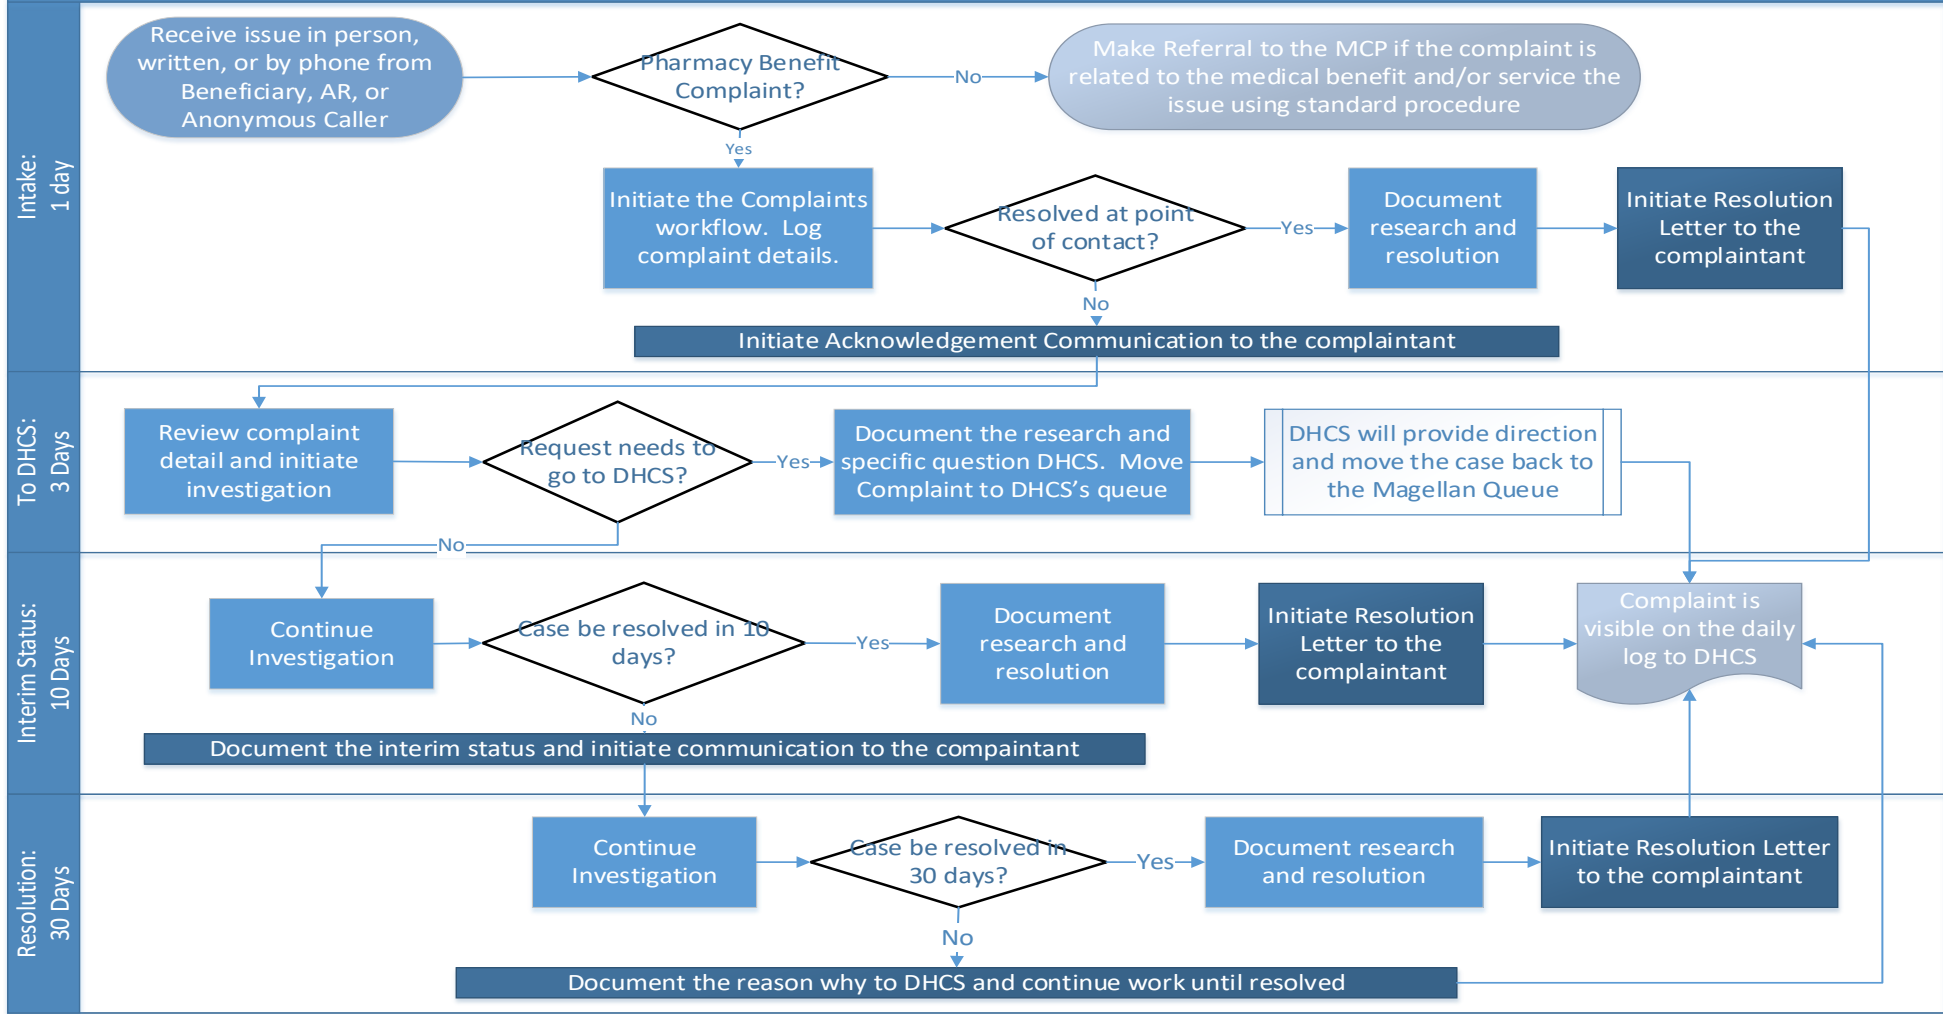 Intake:
1 day
Receive issue in person,
written, or by phone from
Beneficiary, AR, or
Anonymous Caller
Pharmacy Benefit
Complaint?
No
Make Referral to the MCP if the complaint is
related to the medical benefit and/or service the
issue using standard procedure
Yes
Initiate the Complaints
workflow. Log
complaint details.
Resolved at point
of contact?
Yes
Document
research and
resolution
Initiate Resolution
Letter to the
complaintant
No
Initiate Acknowledgement Communication to the complaintant
To DHCS:
3 Days
Review complaint
detail and initiate
investigation
Request needs to
go to DHCS?
Yes
Document the research and
specific question DHCS. Move
Complaint to DHCS’s queue
DHCS will provide direction
and move the case back to
the Magellan Queue
No
Interim Status:
10 Days
Continue
Investigation
Case be resolved in 10
days?
Yes
Document
research and
resolution
Initiate Resolution
Letter to the
complaintant
Complaint is
visible on the daily
log to DHCS
No
Document the interim status and initiate communication to the compaintant
Resolution:
30 Days
Continue
Investigation
Case be resolved in
30 days?
Yes
Document research
and resolution
Initiate Resolution Letter
to the complaintant
No
Document the reason why to DHCS and continue work until resolved